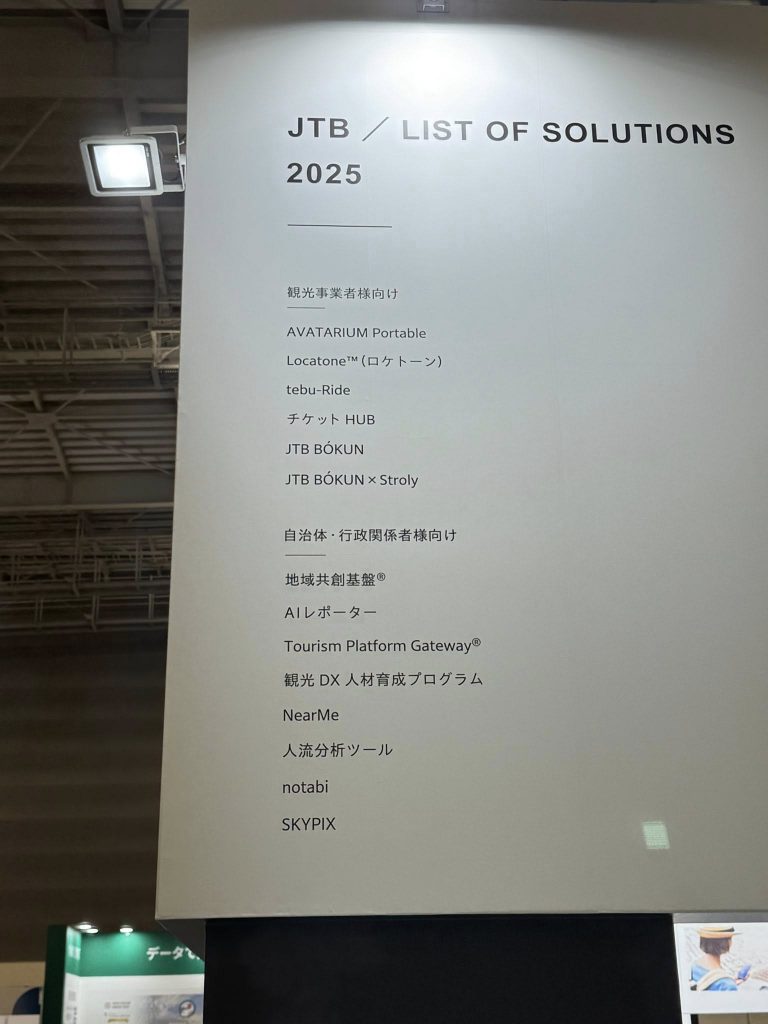 JTB ／ LIST OF SOLUTIONS
2025
観光事業者様向け
AVATARIUM Portable
Locatone™(ロケトーン)
tebu-Ride
チケット HUB
JTB BÓKUN
JTB BÓKUN × Stroly
自治体・行政関係者様向け
地域共創基盤®
AIレポーター
Tourism Platform Gateway®
観光 DX 人材育成プログラム
NearMe
人流分析ツール
notabi
SKYPIX
データで